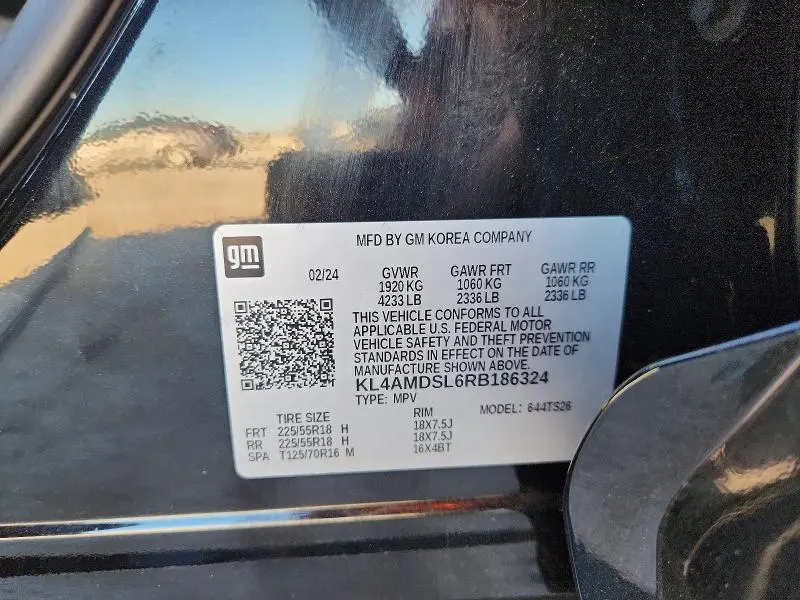 gm
MFD BY GM KOREA COMPANY
02/24 GVWR GAWR FRT GAWR RR
1920 KG 1060 KG 1060 KG
4233 LB 2336 LB 2336 LB
THIS VEHICLE CONFORMS TO ALL
APPLICABLE U.S. FEDERAL MOTOR
VEHICLE SAFETY AND THEFT PREVENTION
STANDARDS IN EFFECT ON THE DATE OF
MANUFACTURE SHOWN ABOVE.
KL4AMDSL6RB186324
TYPE: MPV MODEL: 644TS26
TIRE SIZE RIM
FRT 225/55R18 H 18X7.5J
RR 225/55R18 H 18X7.5J
SPA T125/70R16 M 16X4BT